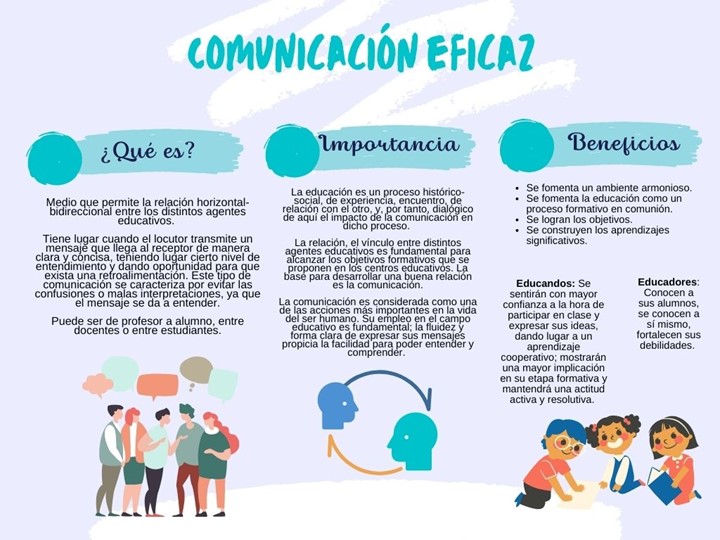 COMUNICACIÓN EFICAZ
¿Qué es?
Medio que permite la relación horizontal-
bidireccional entre los distintos agentes
educativos.
Tiene lugar cuando el locutor transmite un
mensaje que llega al receptor de manera
clara y concisa, teniendo lugar cierto nivel de
entendimiento y dando oportunidad para que
exista una retroalimentación. Este tipo de
comunicación se caracteriza por evitar las
confusiones o malas interpretaciones, ya que
el mensaje se da a entender.
Puede ser de profesor a alumno, entre
docentes o entre estudiantes.
Importancia
La educación es un proceso histórico-
social, de experiencia, encuentro, de
relación con el otro, y, por tanto, dialógico
de aquí el impacto de la comunicación en
dicho proceso.
La relación, el vínculo entre distintos
agentes educativos es fundamental para
alcanzar los objetivos formativos que se
proponen en los centros educativos. La
base para desarrollar una buena relación
es la comunicación.
La comunicación es considerada como una
de las acciones más importantes en la vida
del ser humano. Su empleo en el campo
educativo es fundamental; la fluidez y
forma clara de expresar sus mensajes
propicia la facilidad para poder entender y
comprender.
Beneficios
• Se fomenta un ambiente armonioso.
• Se fomenta la educación como un
proceso formativo en comunión.
• Se logran los objetivos.
• Se construyen los aprendizajes
significativos.
Educandos: Se
sentirán con mayor
confianza a la hora de
participar en clase y
expresar sus ideas,
dando lugar a un
aprendizaje
cooperativo; mostrarán
una mayor implicación
en su etapa formativa y
mantendrá una actitud
activa y resolutiva.
Educadores:
Conocen a
sus alumnos,
se conocen a
sí mismo,
fortalecen sus
debilidades.